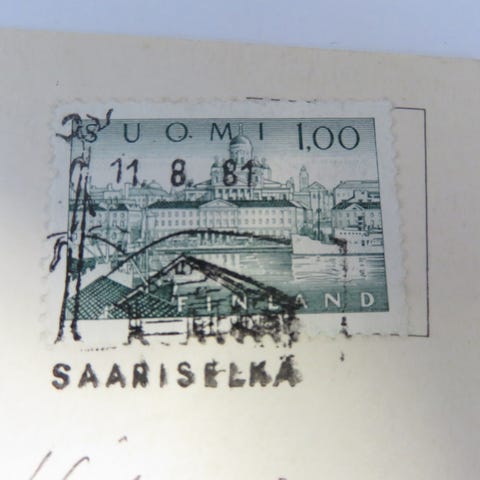 SUOMI 1,00
11 8. 81
FINLAND
SAARISELKÄ